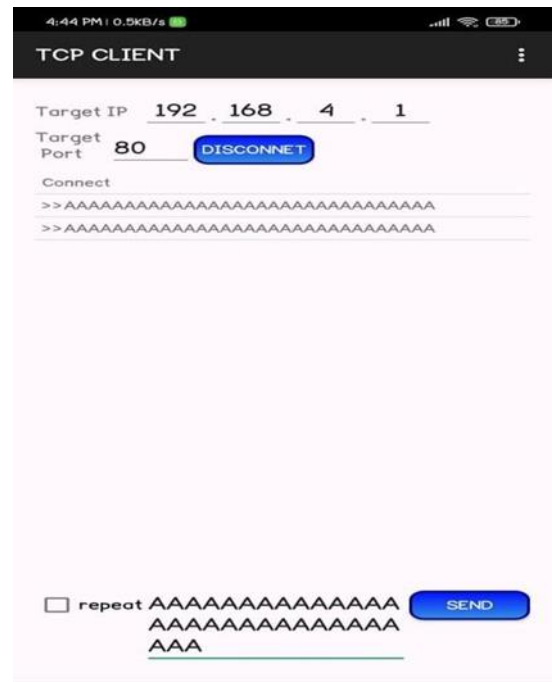 4:44 PM | 0.5KB/s
85
TCP CLIENT
Target IP 192 . 168 . 4 . 1
Target Port 80 DISCONNET
Connect
>>AAAAAAAAAAAAAAAAAAAAAAAAAAAAAAA
>>AAAAAAAAAAAAAAAAAAAAAAAAAAAAAAA
repeat AAAAAAAAAAAAAA SEND
AAAAAAAAAAAAAA
AAA